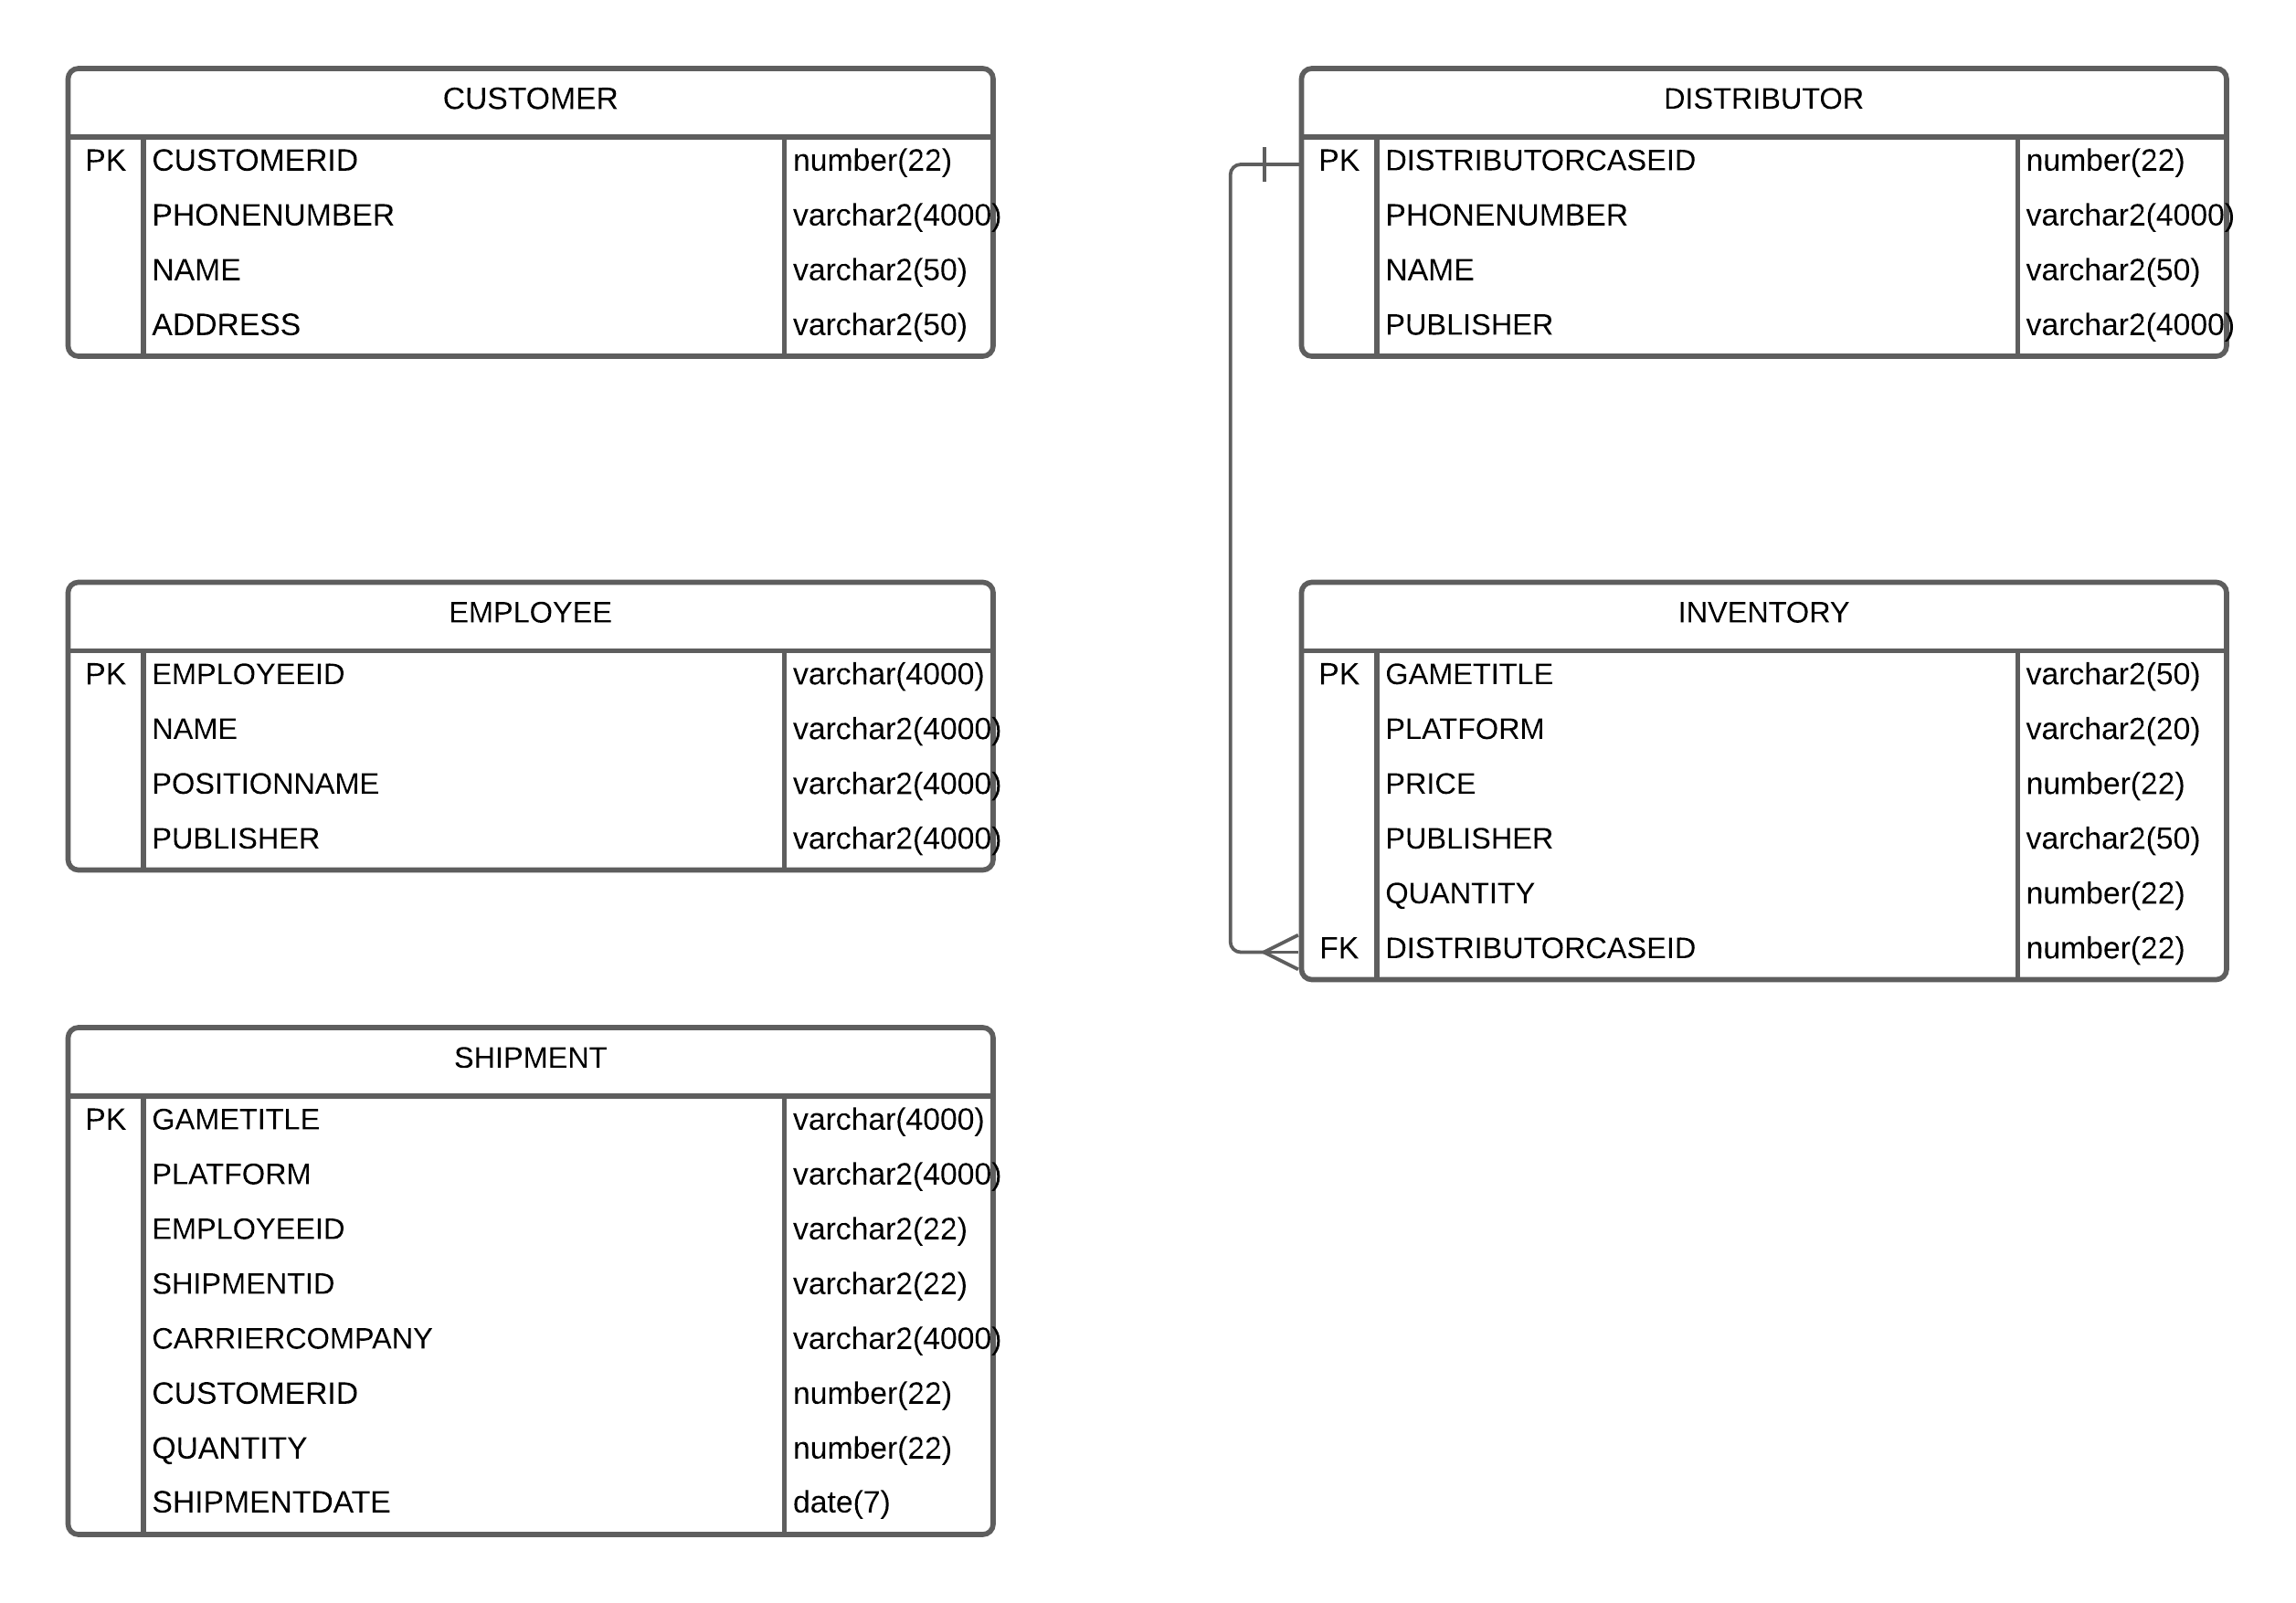 CUSTOMER
PK CUSTOMERID number(22)
PHONENUMBER varchar2(4000)
NAME varchar2(50)
ADDRESS varchar2(50)
DISTRIBUTOR
PK DISTRIBUTORCASEID number(22)
PHONENUMBER varchar2(4000)
NAME varchar2(50)
PUBLISHER varchar2(4000)
EMPLOYEE
PK EMPLOYEEID varchar(4000)
NAME varchar2(4000)
POSITIONNAME varchar2(4000)
PUBLISHER varchar2(4000)
INVENTORY
PK GAMETITLE varchar2(50)
PLATFORM varchar2(20)
PRICE number(22)
PUBLISHER varchar2(50)
QUANTITY number(22)
FK DISTRIBUTORCASEID number(22)
SHIPMENT
PK GAMETITLE varchar(4000)
PLATFORM varchar2(4000)
EMPLOYEEID varchar2(22)
SHIPMENTID varchar2(22)
CARRIERCOMPANY varchar2(4000)
CUSTOMERID number(22)
QUANTITY number(22)
SHIPMENTDATE date(7)